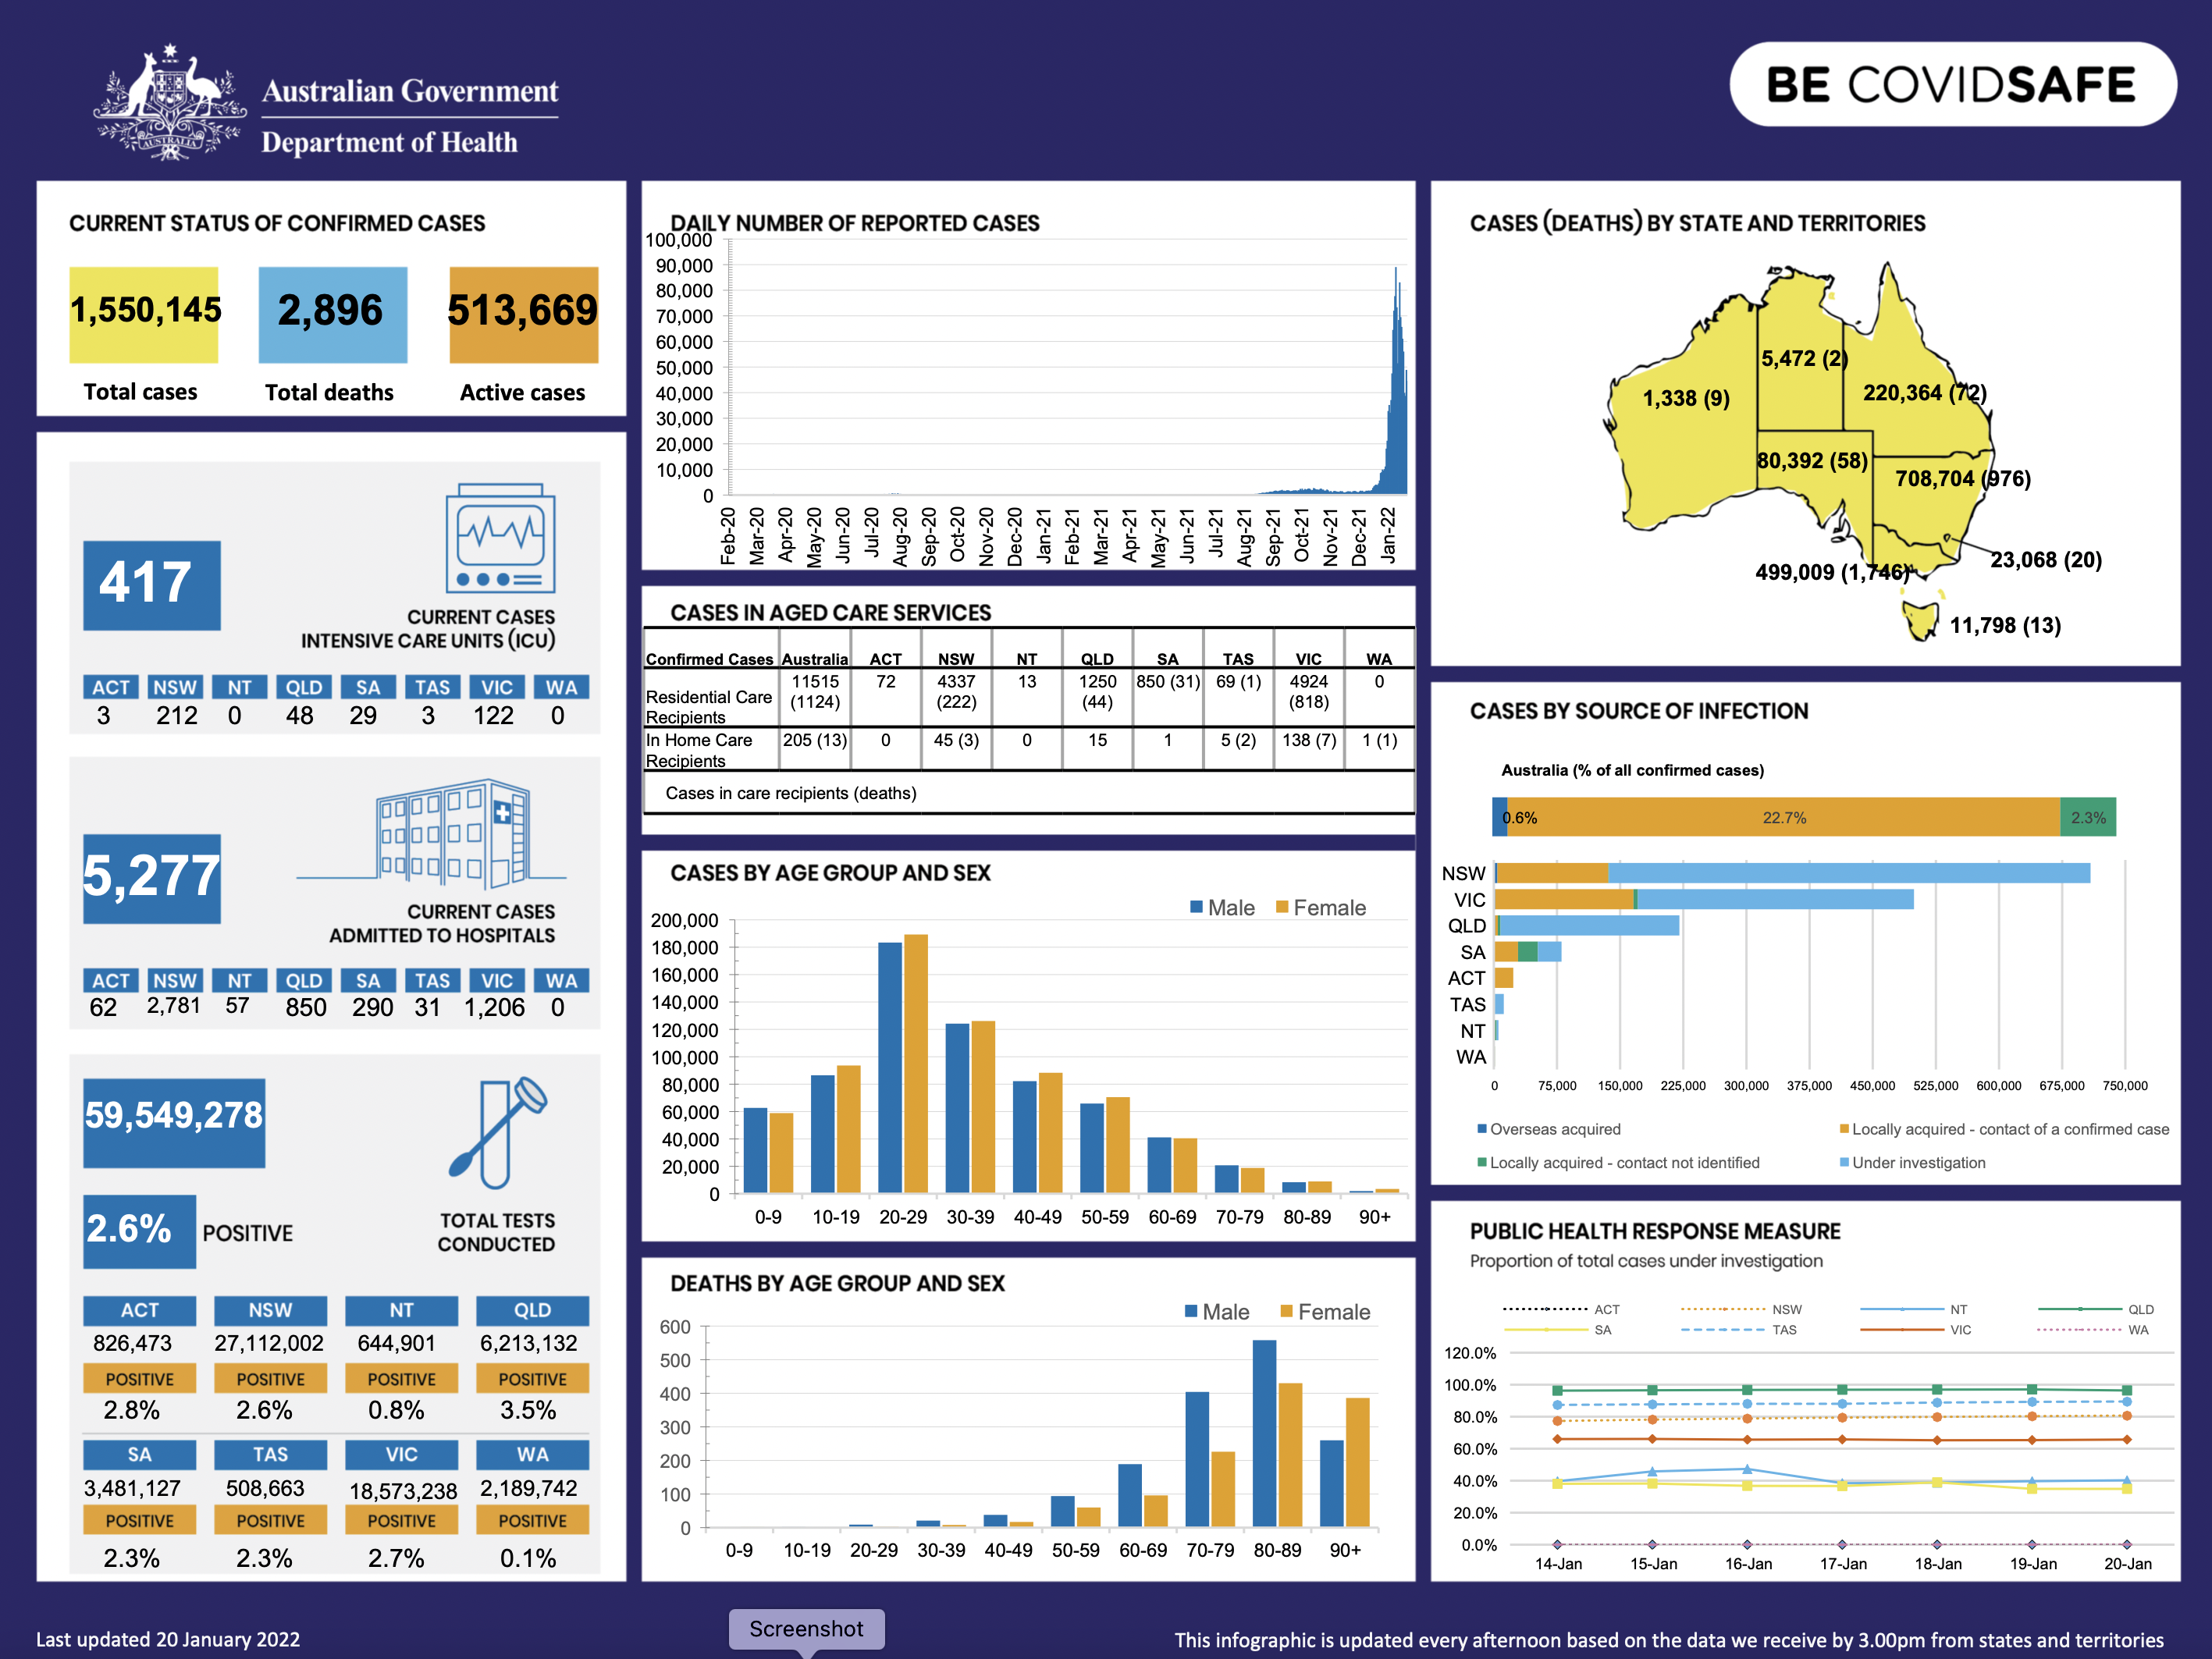 Australian Government
Department of Health
AUSTRALIA
BE COVIDSAFE
CURRENT STATUS OF CONFIRMED CASES
1,550,145 2,896 513,669
Total cases Total deaths Active cases
417
CURRENT CASES
INTENSIVE CARE UNITS (ICU)
ACT NSW NT QLD SA TAS VIC WA
3 212 0 48 29 3 122 0
5,277
CURRENT CASES
ADMITTED TO HOSPITALS
ACT NSW NT QLD SA TAS VIC WA
62 2,781 57 850 290 31 1,206 0
59,549,278
2.6% POSITIVE
TOTAL TESTS
CONDUCTED
ACT NSW NT QLD
826,473 27,112,002 644,901 6,213,132
POSITIVE POSITIVE POSITIVE POSITIVE
2.8% 2.6% 0.8% 3.5%
SA TAS VIC WA
3,481,127 508,663 18,573,238 2,189,742
POSITIVE POSITIVE POSITIVE POSITIVE
2.3% 2.3% 2.7% 0.1%
DAILY NUMBER OF REPORTED CASES
100,000
90,000
80,000
70,000
60,000
50,000
40,000
30,000
20,000
10,000
0
Feb-20 Mar-20 Apr-20 May-20 Jun-20 Jul-20 Aug-20 Sep-20 Oct-20 Nov-20 Dec-20 Jan-21 Feb-21 Mar-21 Apr-21 May-21 Jun-21 Jul-21 Aug-21 Sep-21 Oct-21 Nov-21 Dec-21 Jan-22
CASES IN AGED CARE SERVICES
Confirmed Cases Australia ACT NSW NT QLD SA TAS VIC WA
Residential Care Recipients 11515 (1124) 72 4337 (222) 13 1250 (44) 850 (31) 69 (1) 4924 (818) 0
In Home Care Recipients 205 (13) 0 45 (3) 0 15 1 5 (2) 138 (7) 1 (1)
Cases in care recipients (deaths)
CASES BY AGE GROUP AND SEX
Male Female
200,000
180,000
160,000
140,000
120,000
100,000
80,000
60,000
40,000
20,000
0
0-9 10-19 20-29 30-39 40-49 50-59 60-69 70-79 80-89 90+
DEATHS BY AGE GROUP AND SEX
Male Female
600
500
400
300
200
100
0
0-9 10-19 20-29 30-39 40-49 50-59 60-69 70-79 80-89 90+
CASES (DEATHS) BY STATE AND TERRITORIES
5,472 (2)
1,338 (9)
220,364 (72)
80,392 (58)
708,704 (976)
23,068 (20)
499,009 (1,746)
11,798 (13)
CASES BY SOURCE OF INFECTION
Australia (% of all confirmed cases)
0.6% 22.7% 2.3%
NSW
VIC
QLD
SA
ACT
TAS
NT
WA
0 75,000 150,000 225,000 300,000 375,000 450,000 525,000 600,000 675,000 750,000
Overseas acquired Locally acquired - contact of a confirmed case
Locally acquired - contact not identified Under investigation
PUBLIC HEALTH RESPONSE MEASURE
Proportion of total cases under investigation
ACT NSW NT QLD
SA TAS VIC WA
120.0%
100.0%
80.0%
60.0%
40.0%
20.0%
0.0%
14-Jan 15-Jan 16-Jan 17-Jan 18-Jan 19-Jan 20-Jan
Screenshot
Last updated 20 January 2022
This infographic is updated every afternoon based on the data we receive by 3.00pm from states and territories